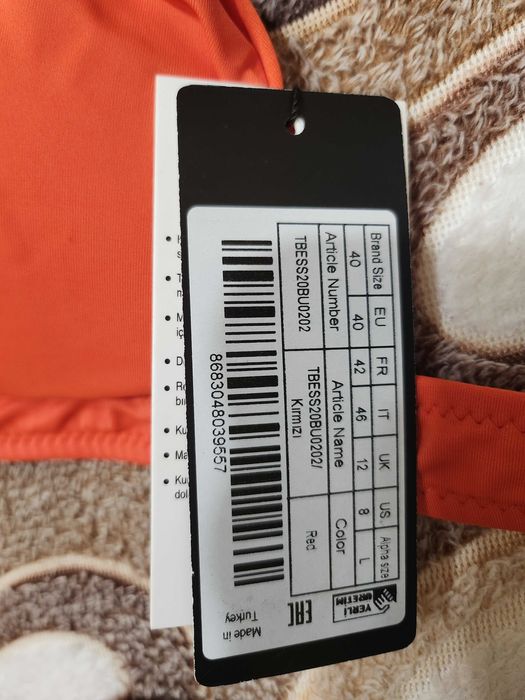 Brand Size EU FR IT UK US Alpha size
40 40 42 46 12 8 L
Article Number Article Name Color
TBESS20BU0202 TBESS20BU0202/ Red
Kırmızı
8683048039557
YERLİ
ÜRETİM
EAC
Made in
Turkey